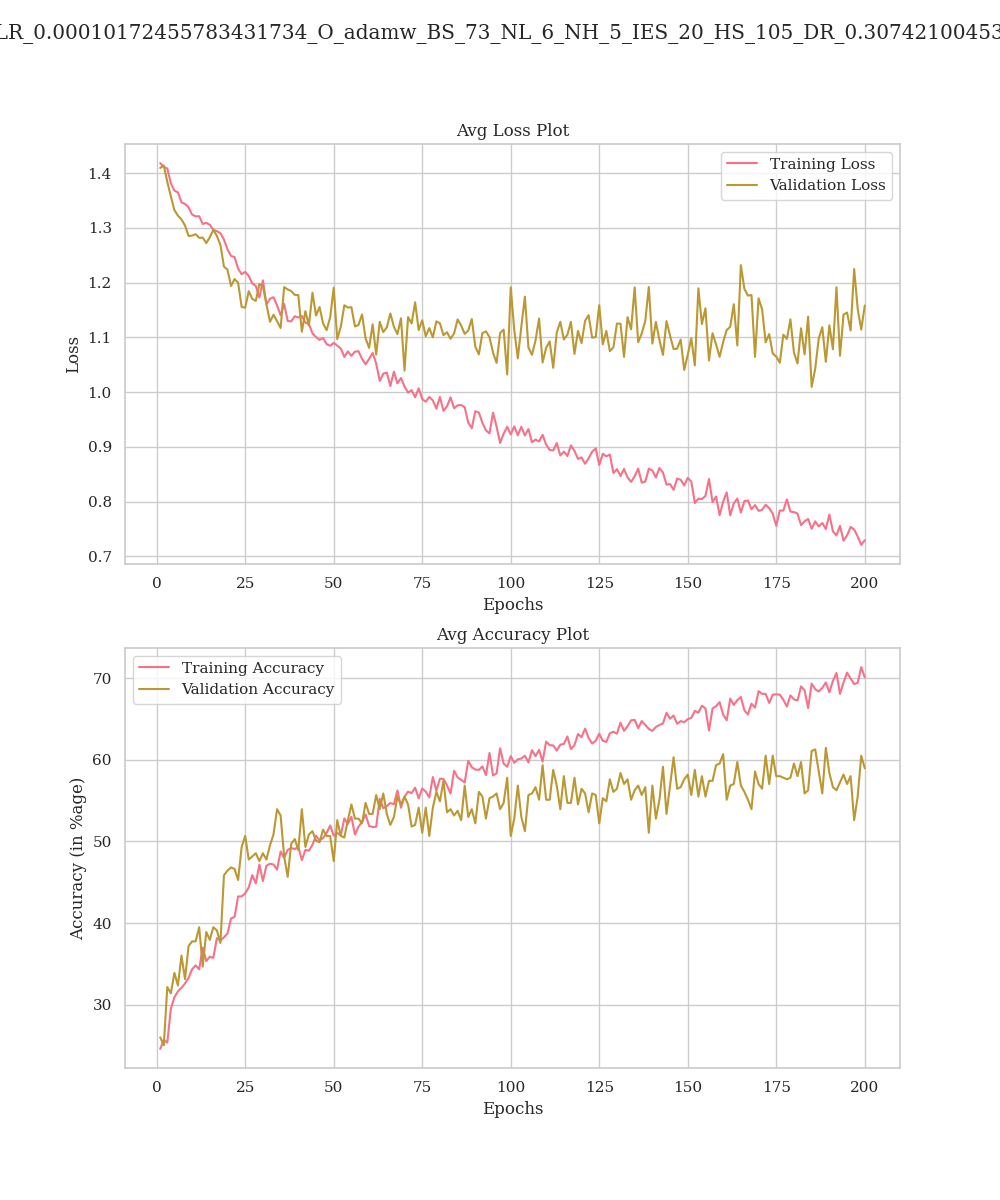 LR_0.00010172455783431734_O_adamw_BS_73_NL_6_NH_5_IES_20_HS_105_DR_0.30742100453
Avg Loss Plot
Training Loss
Validation Loss
1.4
1.3
1.2
1.1
1.0
0.9
0.8
0.7
Loss
0 25 50 75 100 125 150 175 200
Epochs
Avg Accuracy Plot
Training Accuracy
Validation Accuracy
70
60
50
40
30
Accuracy (in %age)
0 25 50 75 100 125 150 175 200
Epochs